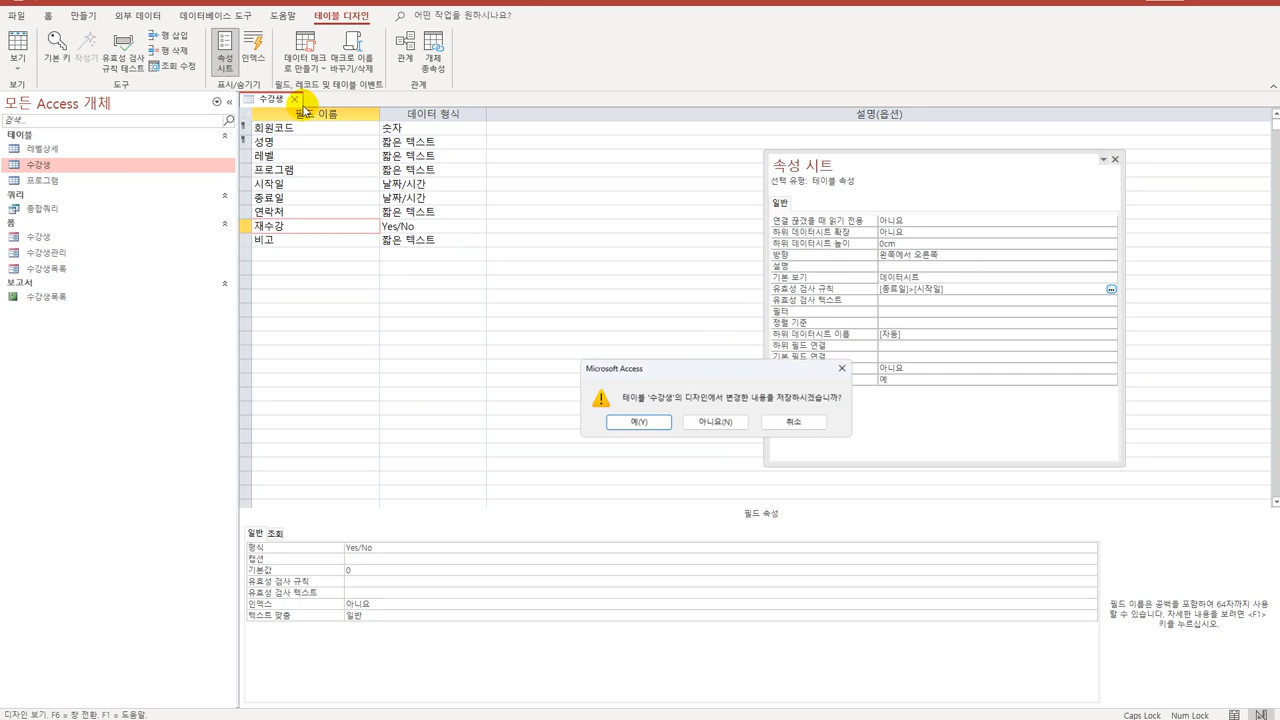 파일 홈 만들기 외부 데이터 데이터베이스 도구 도움말 테이블 디자인 어떤 작업을 원하시나요?
보기 기본 키 작성기 유효성 검사 규칙 테스트 행 삽입 행 삭제 조회 수정 속성 시트 인덱스 데이터 매크로 만들기 매크로 이름 바꾸기/삭제 관계 개체 종속성
보기 도구 표시/숨기기 필드, 레코드 및 테이블 이벤트 관계
모든 Access 개체
검색...
테이블
레벨상세
수강생
프로그램
쿼리
종합쿼리
폼
수강생
수강생관리
수강생목록
보고서
수강생목록
수강생
필드 이름 데이터 형식 설명(옵션)
회원코드 숫자
성명 짧은 텍스트
레벨 짧은 텍스트
프로그램 짧은 텍스트
시작일 날짜/시간
종료일 날짜/시간
연락처 짧은 텍스트
재수강 Yes/No
비고 짧은 텍스트
속성 시트
선택 유형: 테이블 속성
일반
연결 끊겼을 때 읽기 전용 아니요
하위 데이터시트 확장 아니요
하위 데이터시트 높이 0cm
방향 왼쪽에서 오른쪽
설명
기본 보기 데이터시트
유효성 검사 규칙 [종료일]>[시작일]
유효성 검사 텍스트
필터
정렬 기준
하위 데이터시트 이름 [자동]
하위 필드 연결
기본 필드 연결
아니요
예
Microsoft Access
테이블 '수강생'의 디자인에서 변경한 내용을 저장하시겠습니까?
예(Y) 아니요(N) 취소
필드 속성
일반 조회
형식 Yes/No
캡션
기본값 0
유효성 검사 규칙
유효성 검사 텍스트
인덱스 아니요
텍스트 맞춤 일반
필드 이름은 공백을 포함하여 64자까지 사용
할 수 있습니다. 자세한 내용을 보려면 <F1>
키를 누르십시오.
디자인 보기. F6 = 창 전환. F1 = 도움말. Caps Lock Num Lock